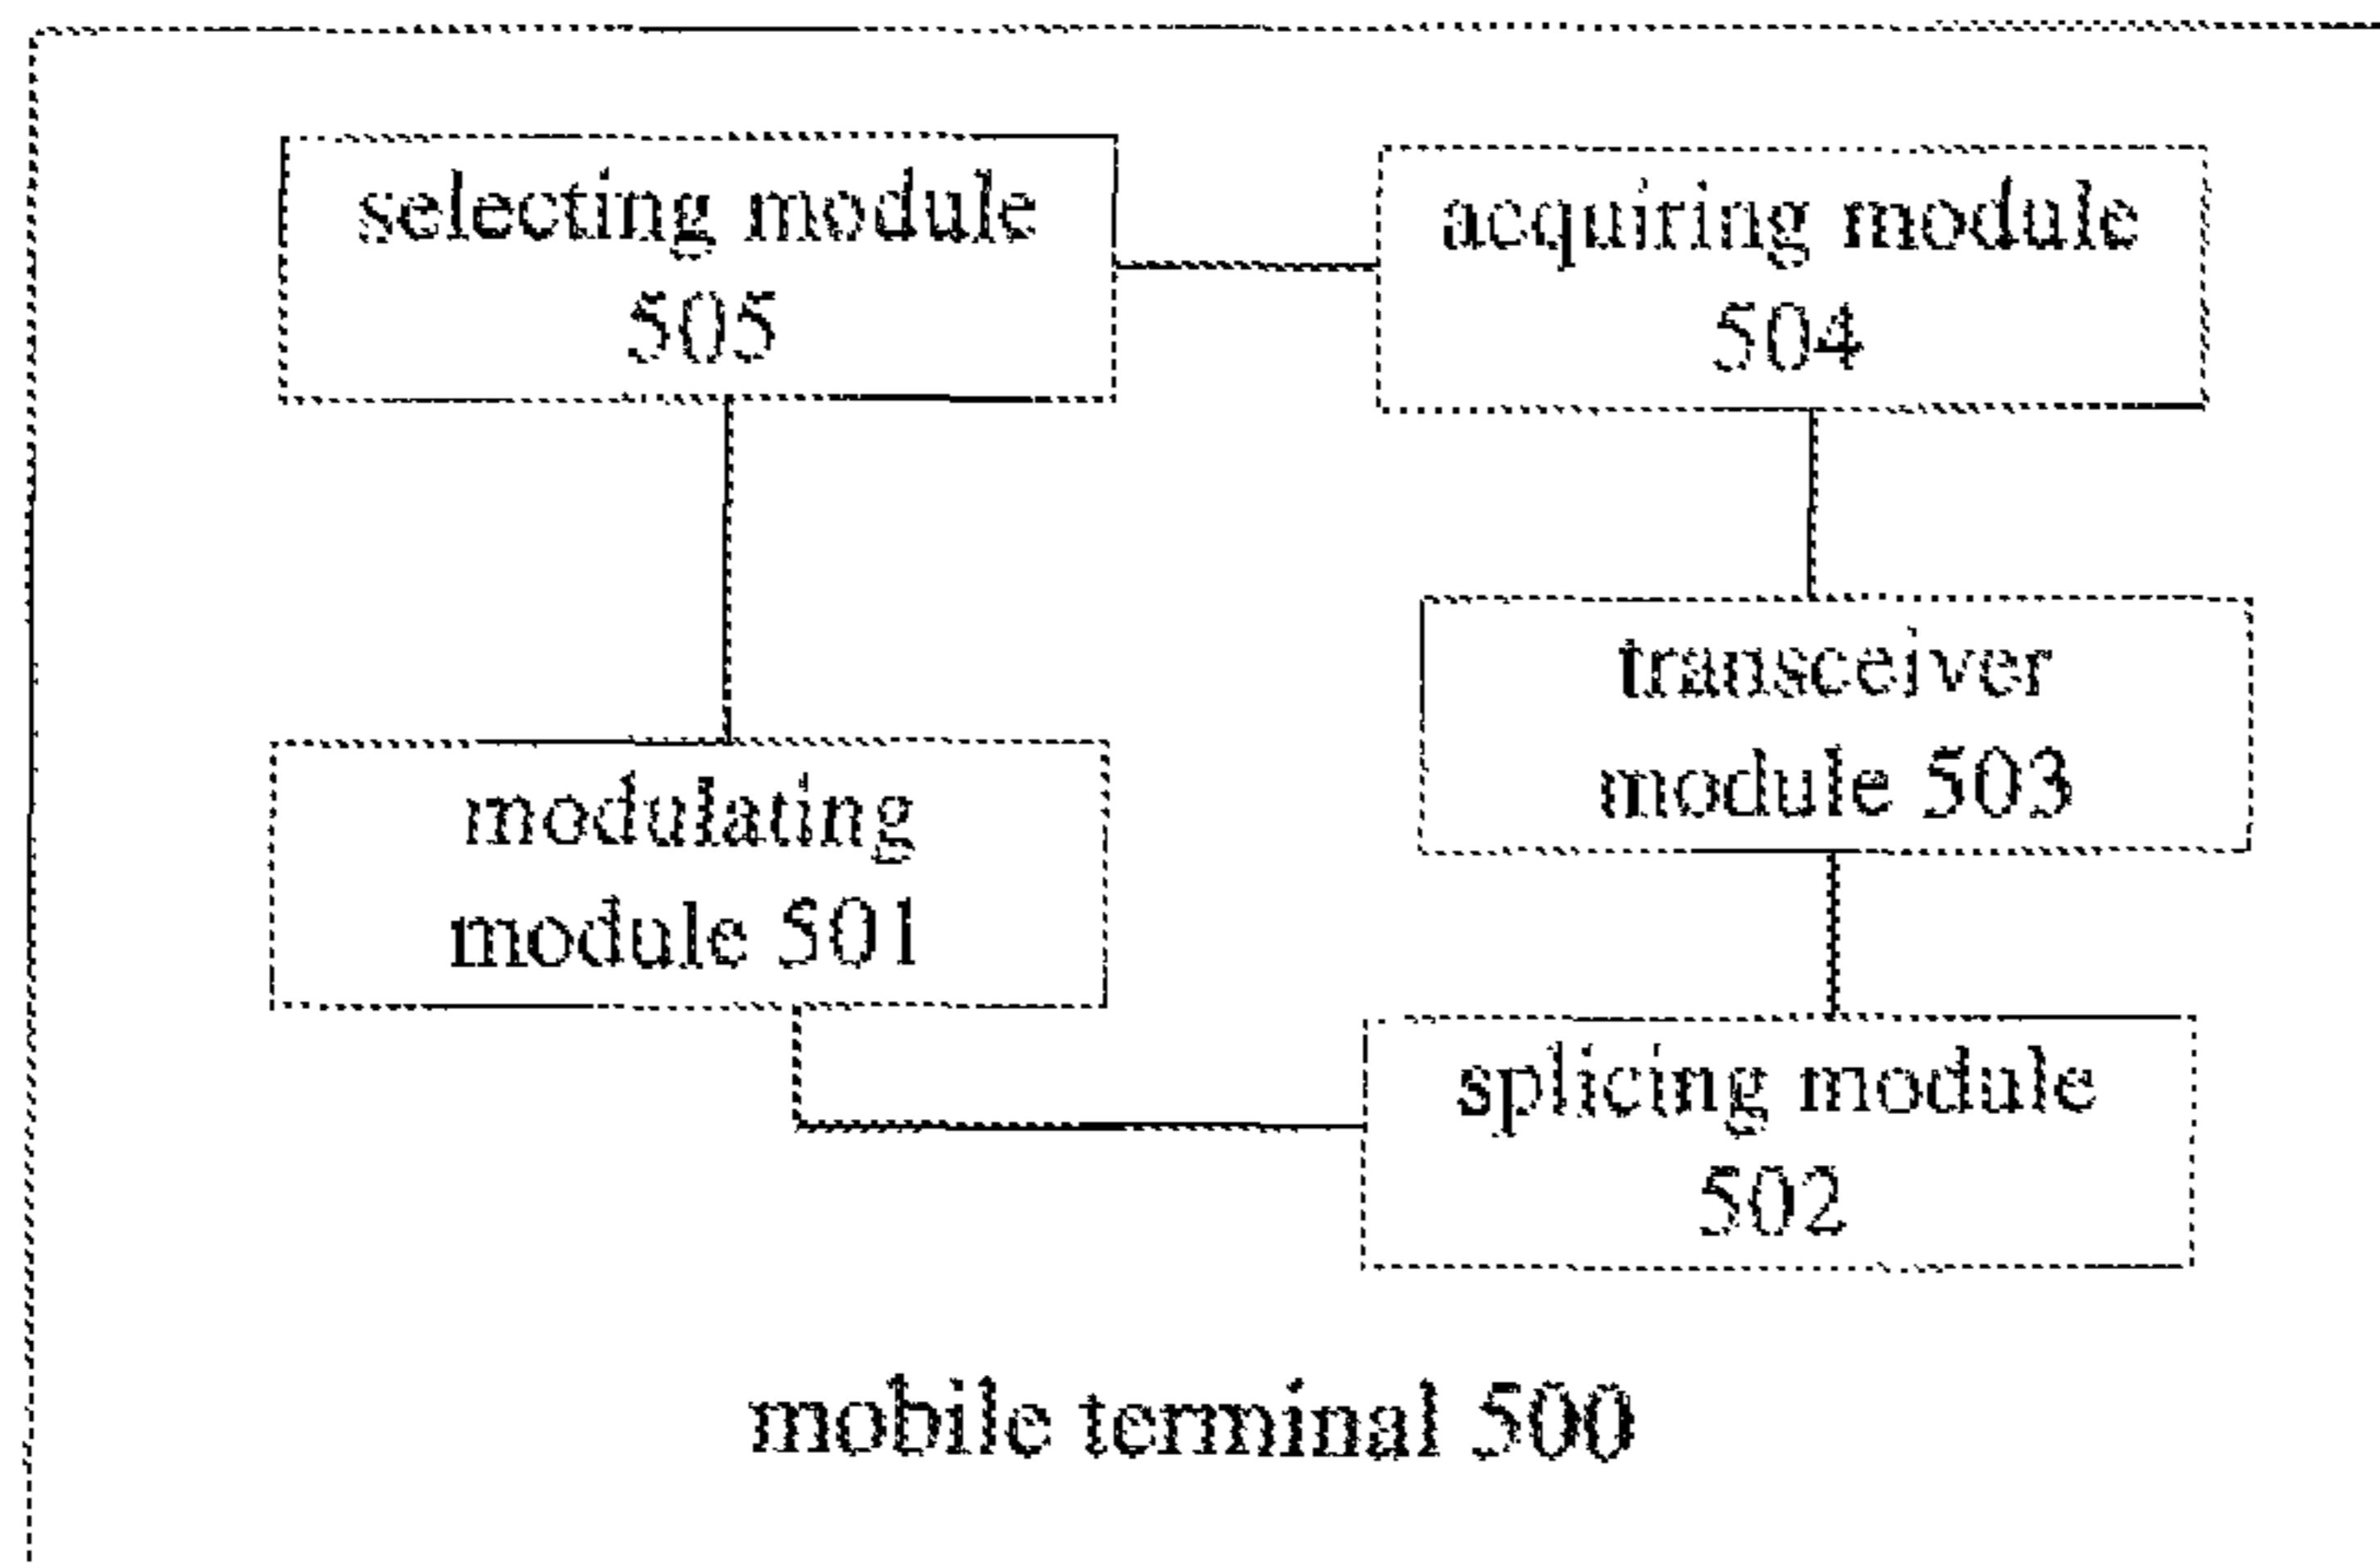 selecting module
505
acquiring module
504
transceiver
module 503
modulating
module 501
splicing module
502
mobile terminal 500